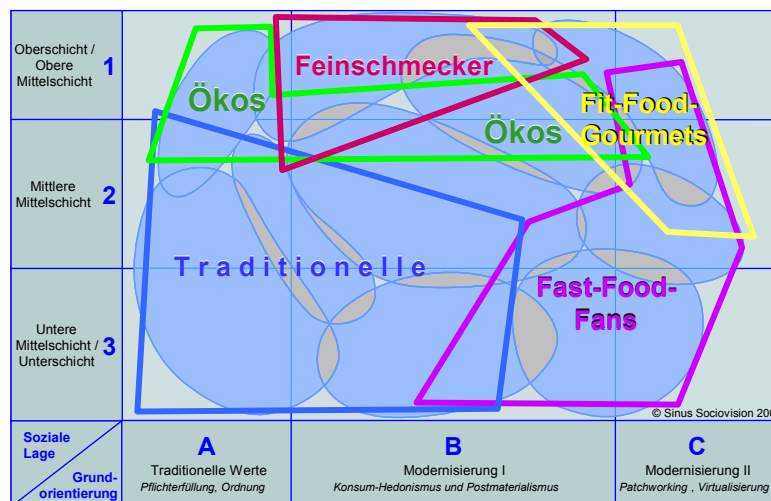 Oberschicht /
Obere
Mittelschicht
1
Feinschmecker
Ökos
Ökos
Fit-Food-
Gourmets
Mittlere
Mittelschicht
2
Traditionelle
Fast-Food-
Fans
Untere
Mittelschicht /
Unterschicht
3
© Sinus Sociovision 200
Soziale
Lage
Grund-
orientierung
A
Traditionelle Werte
Pflichterfüllung, Ordnung
B
Modernisierung I
Konsum-Hedonismus und Postmaterialismus
C
Modernisierung II
Patchworking , Virtualisierung